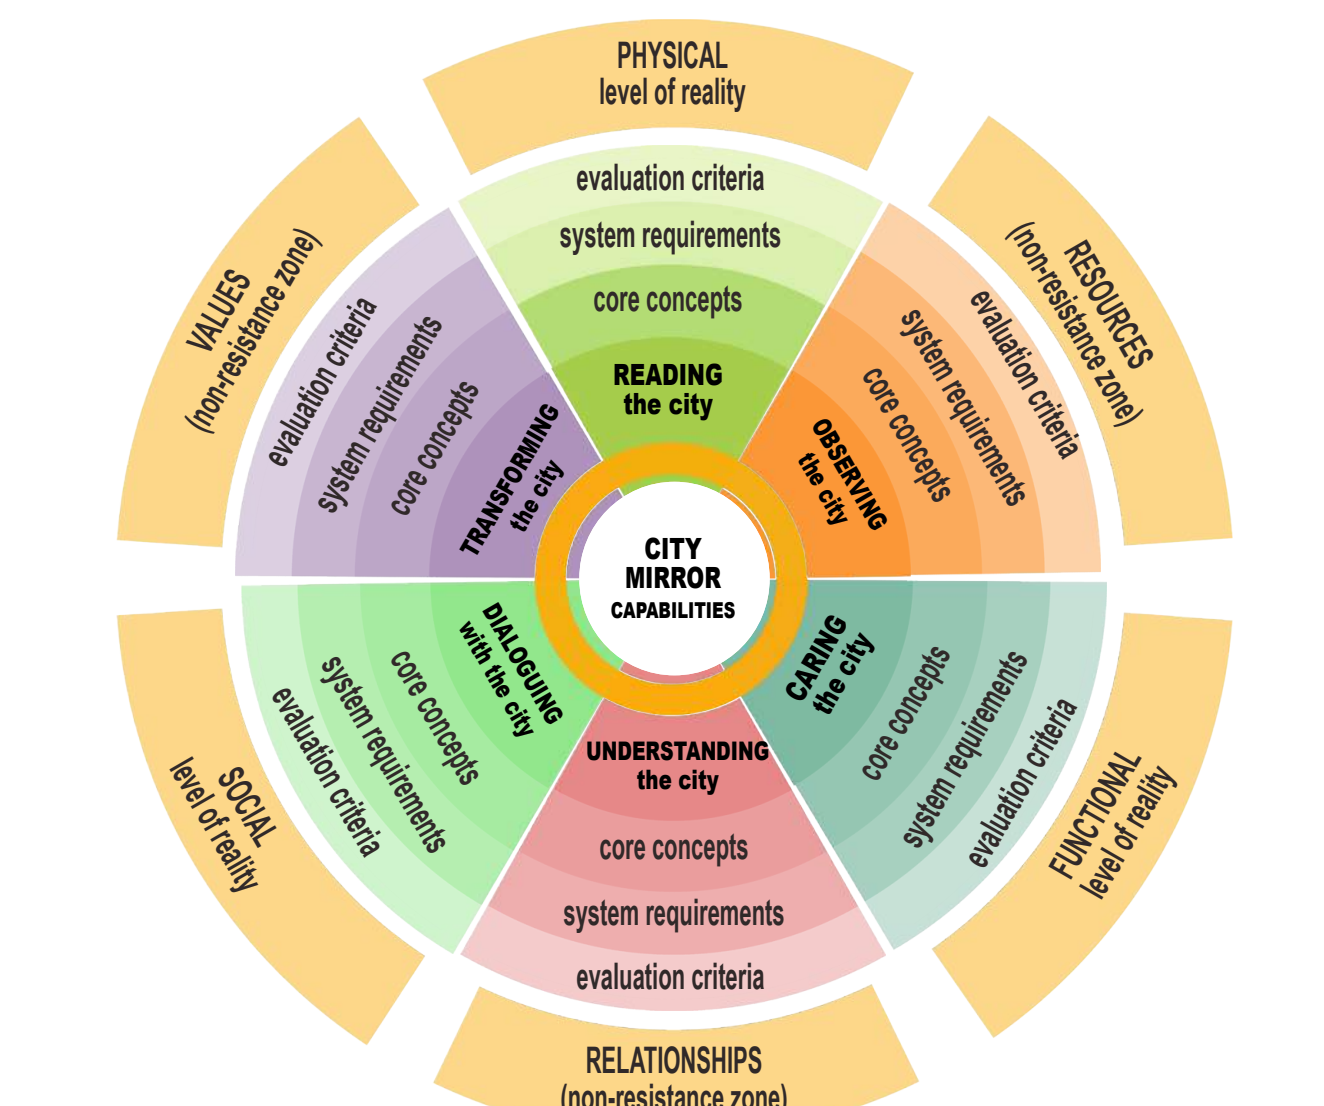 PHYSICAL
level of reality
evaluation criteria
system requirements
core concepts
READING
the city
RESOURCES
(non-resistance zone)
evaluation criteria
system requirements
core concepts
OBSERVING
the city
FUNCTIONAL
level of reality
evaluation criteria
system requirements
core concepts
CARING
the city
UNDERSTANDING
the city
core concepts
system requirements
evaluation criteria
RELATIONSHIPS
(non-resistance zone)
SOCIAL
level of reality
evaluation criteria
system requirements
core concepts
DIALOGUING
with the city
VALUES
(non-resistance zone)
evaluation criteria
system requirements
core concepts
TRANSFORMING
the city
CITY
MIRROR
CAPABILITIES